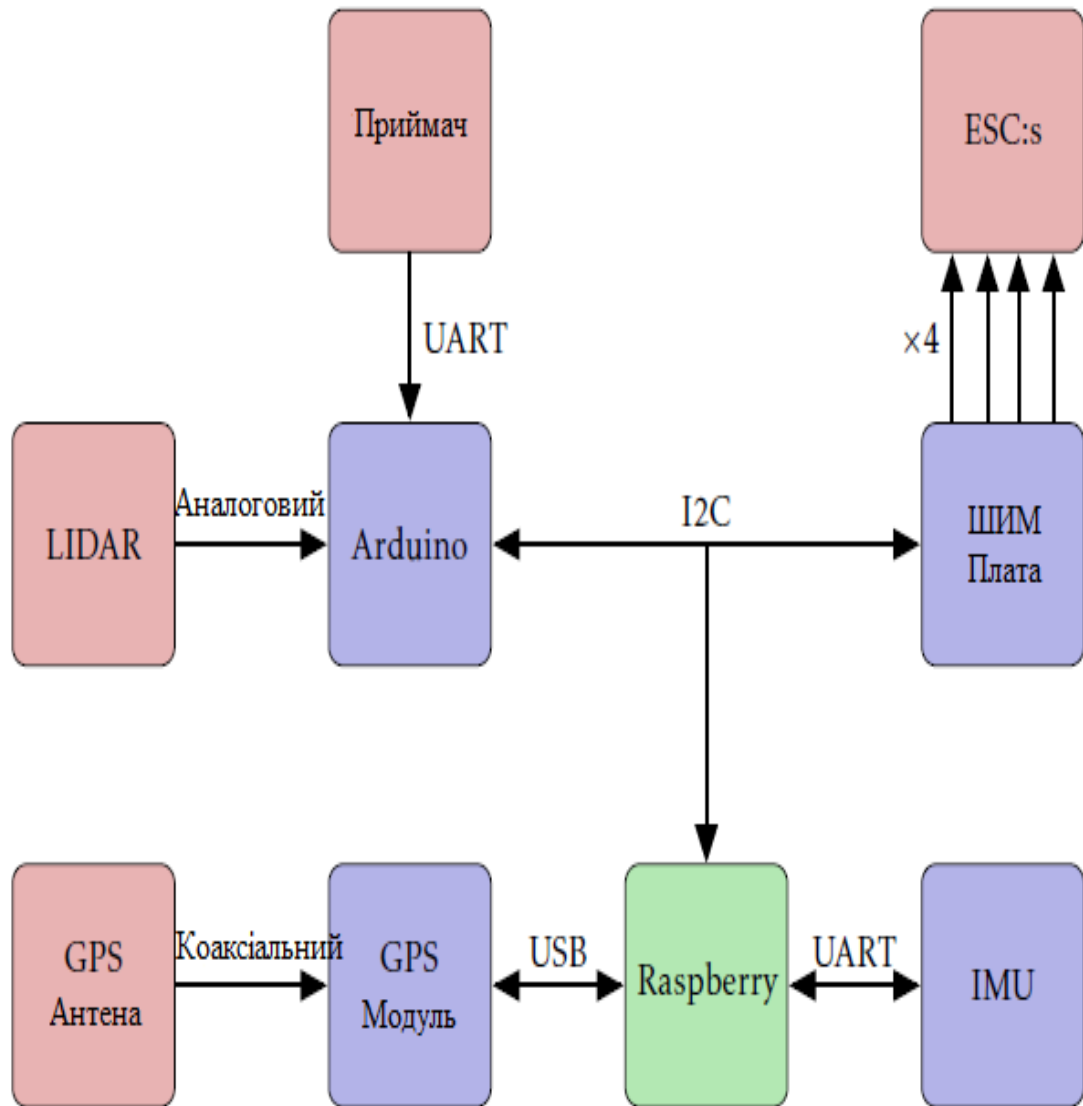 Приймач
ESC:s
UART
×4
LIDAR
Аналоговий
Arduino
I2C
ШИМ
Плата
GPS
Антена
Коаксіальний
GPS
Модуль
USB
Raspberry
UART
IMU